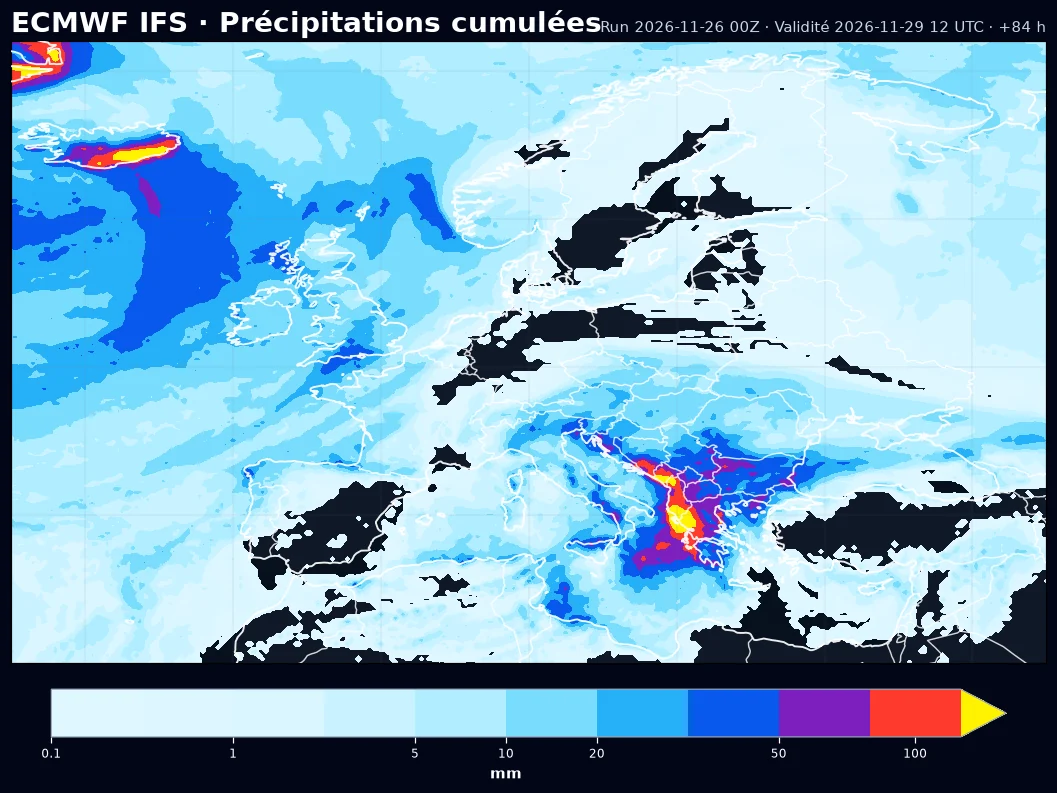 ECMWF IFS · Précipitations cumulées
Run 2026-11-26 00Z · Validité 2026-11-29 12 UTC · +84 h
0.1 1 5 10 20 50 100
mm